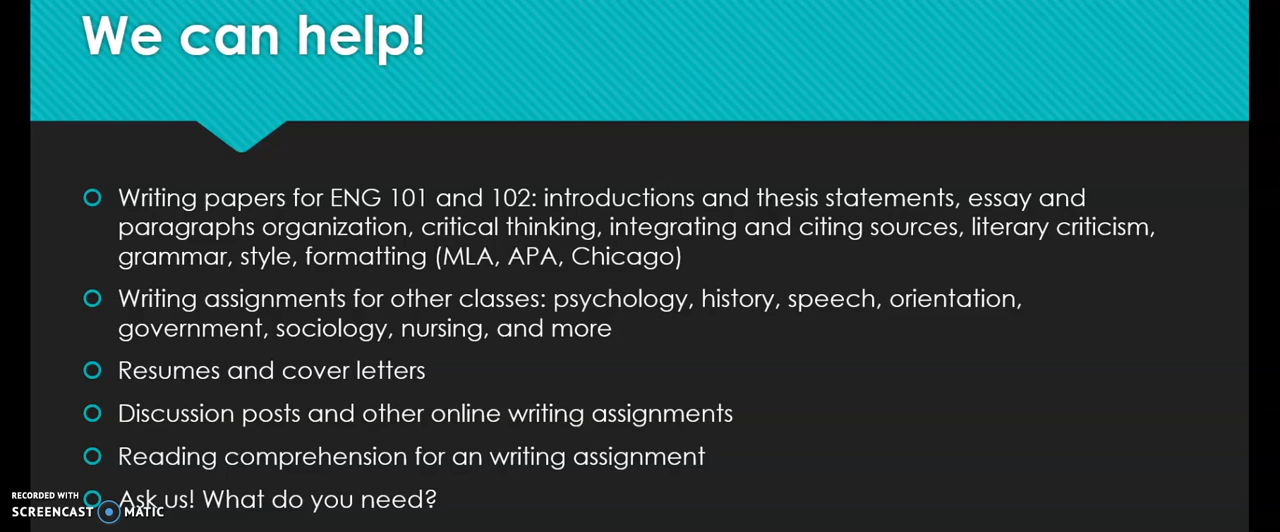 We can help!
Writing papers for ENG 101 and 102: introductions and thesis statements, essay and
paragraphs organization, critical thinking, integrating and citing sources, literary criticism,
grammar, style, formatting (MLA, APA, Chicago)
Writing assignments for other classes: psychology, history, speech, orientation,
government, sociology, nursing, and more
Resumes and cover letters
Discussion posts and other online writing assignments
Reading comprehension for an writing assignment
Ask us! What do you need?
RECORDED WITH
SCREENCAST MATIC